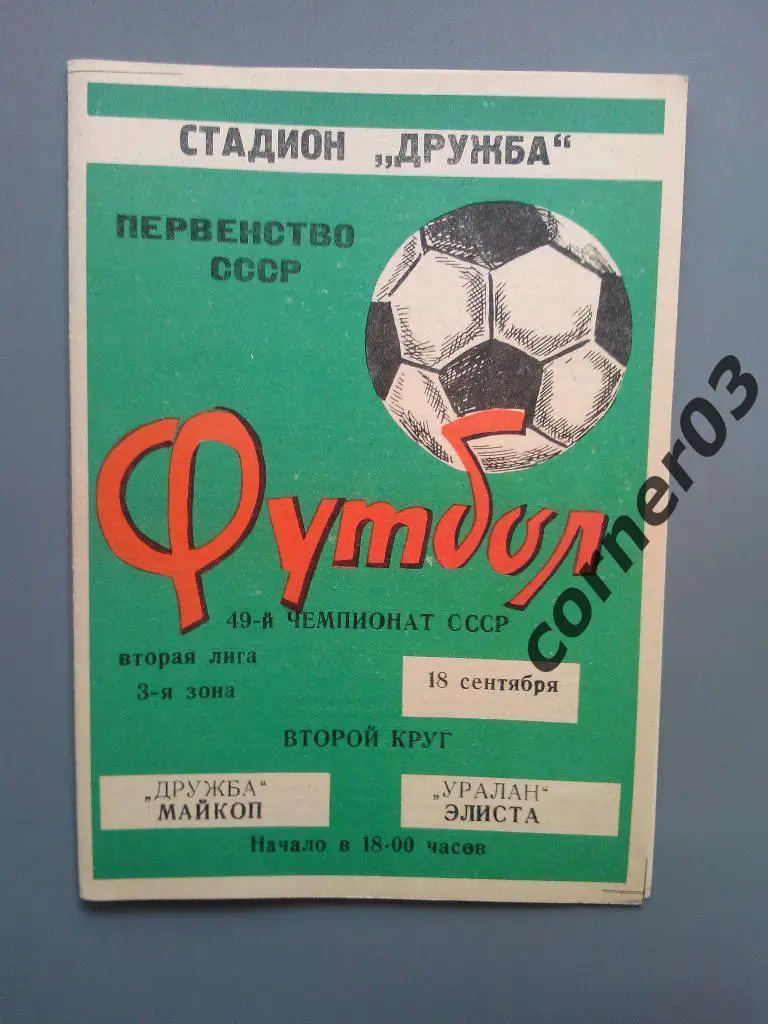 СТАДИОН „ДРУЖБА“
ПЕРВЕНСТВО
СССР
Футбол
49-й ЧЕМПИОНАТ СССР
вторая лига
3-я зона
18 сентября
ВТОРОЙ КРУГ
„ДРУЖБА“
МАЙКОП
„УРАЛАН“
ЭЛИСТА
Начало в 18-00 часов
corner03